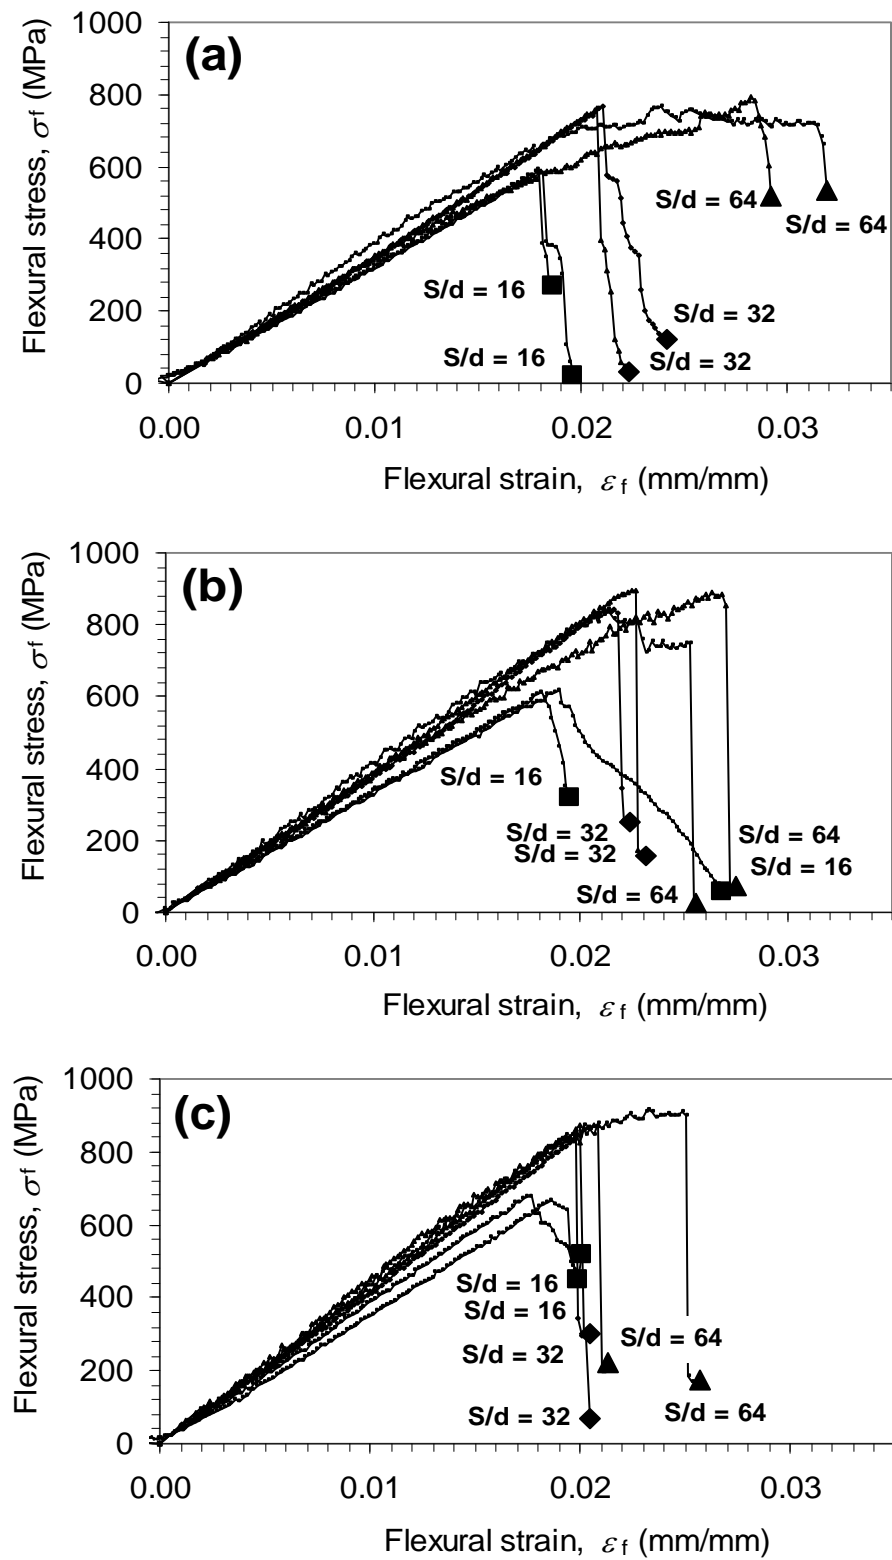 (a)
Flexural stress, σf (MPa)
1000
800
600
400
200
0
S/d = 64
S/d = 64
S/d = 16
S/d = 32
S/d = 16
S/d = 32
0.00 0.01 0.02 0.03
Flexural strain, εf (mm/mm)
(b)
Flexural stress, σf (MPa)
1000
800
600
400
200
0
S/d = 16
S/d = 32
S/d = 64
S/d = 32
S/d = 16
S/d = 64
0.00 0.01 0.02 0.03
Flexural strain, εf (mm/mm)
(c)
Flexural stress, σf (MPa)
1000
800
600
400
200
0
S/d = 16
S/d = 16
S/d = 64
S/d = 32
S/d = 64
S/d = 32
0.00 0.01 0.02 0.03
Flexural strain, εf (mm/mm)